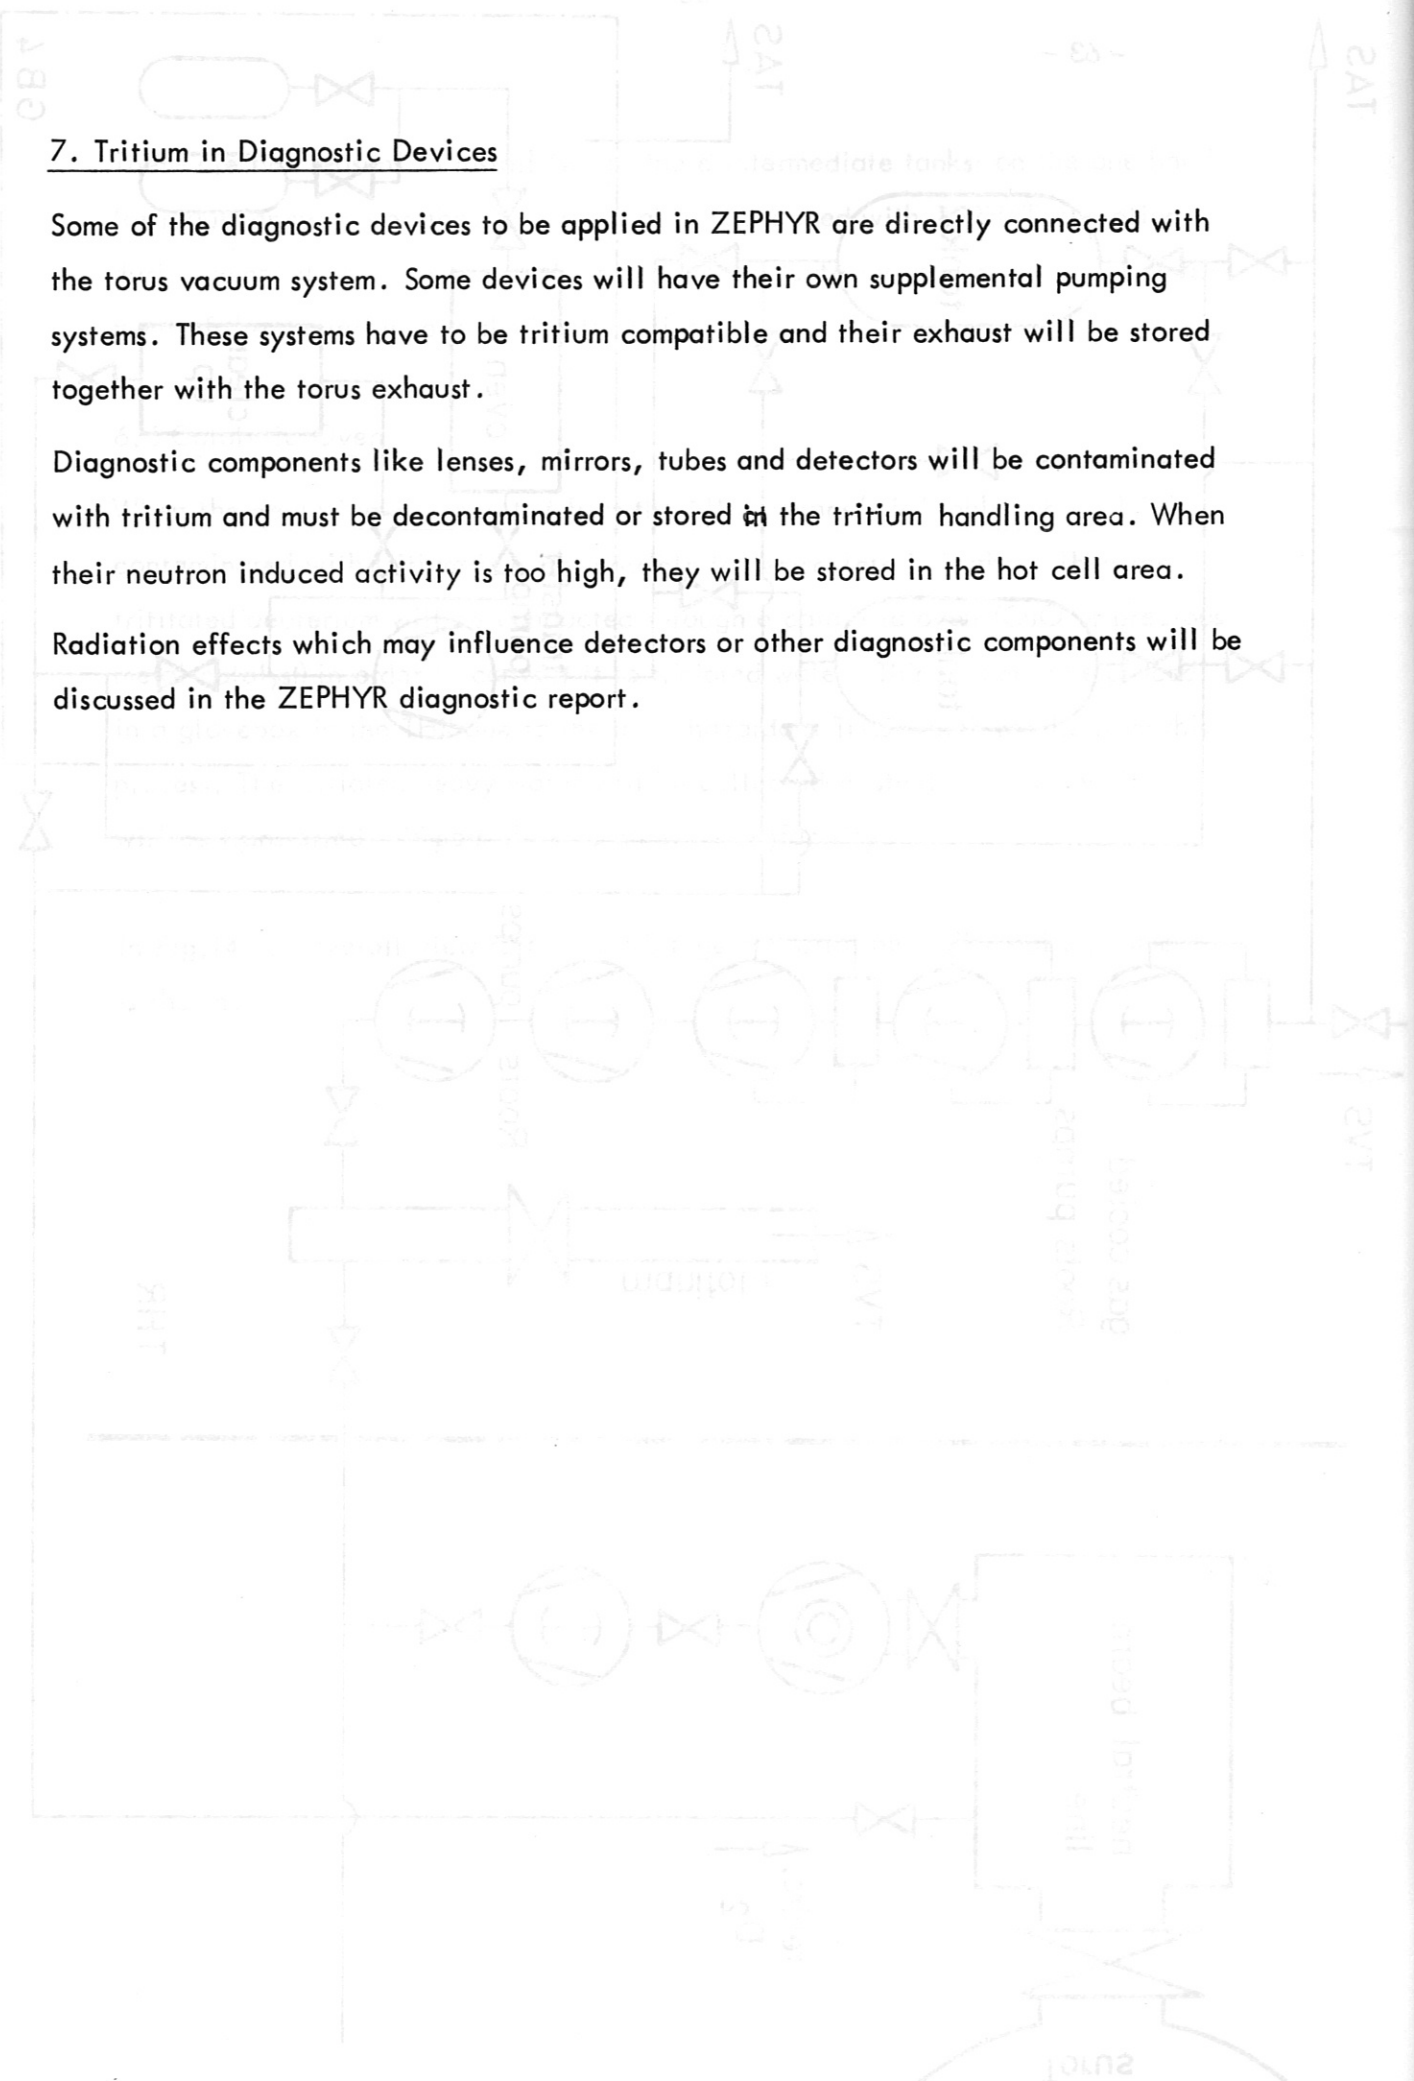 7. Tritium in Diagnostic Devices
Some of the diagnostic devices to be applied in ZEPHYR are directly connected with
the torus vacuum system. Some devices will have their own supplemental pumping
systems. These systems have to be tritium compatible and their exhaust will be stored
together with the torus exhaust.
Diagnostic components like lenses, mirrors, tubes and detectors will be contaminated
with tritium and must be decontaminated or stored in the tritium handling area. When
their neutron induced activity is too high, they will be stored in the hot cell area.
Radiation effects which may influence detectors or other diagnostic components will be
discussed in the ZEPHYR diagnostic report.